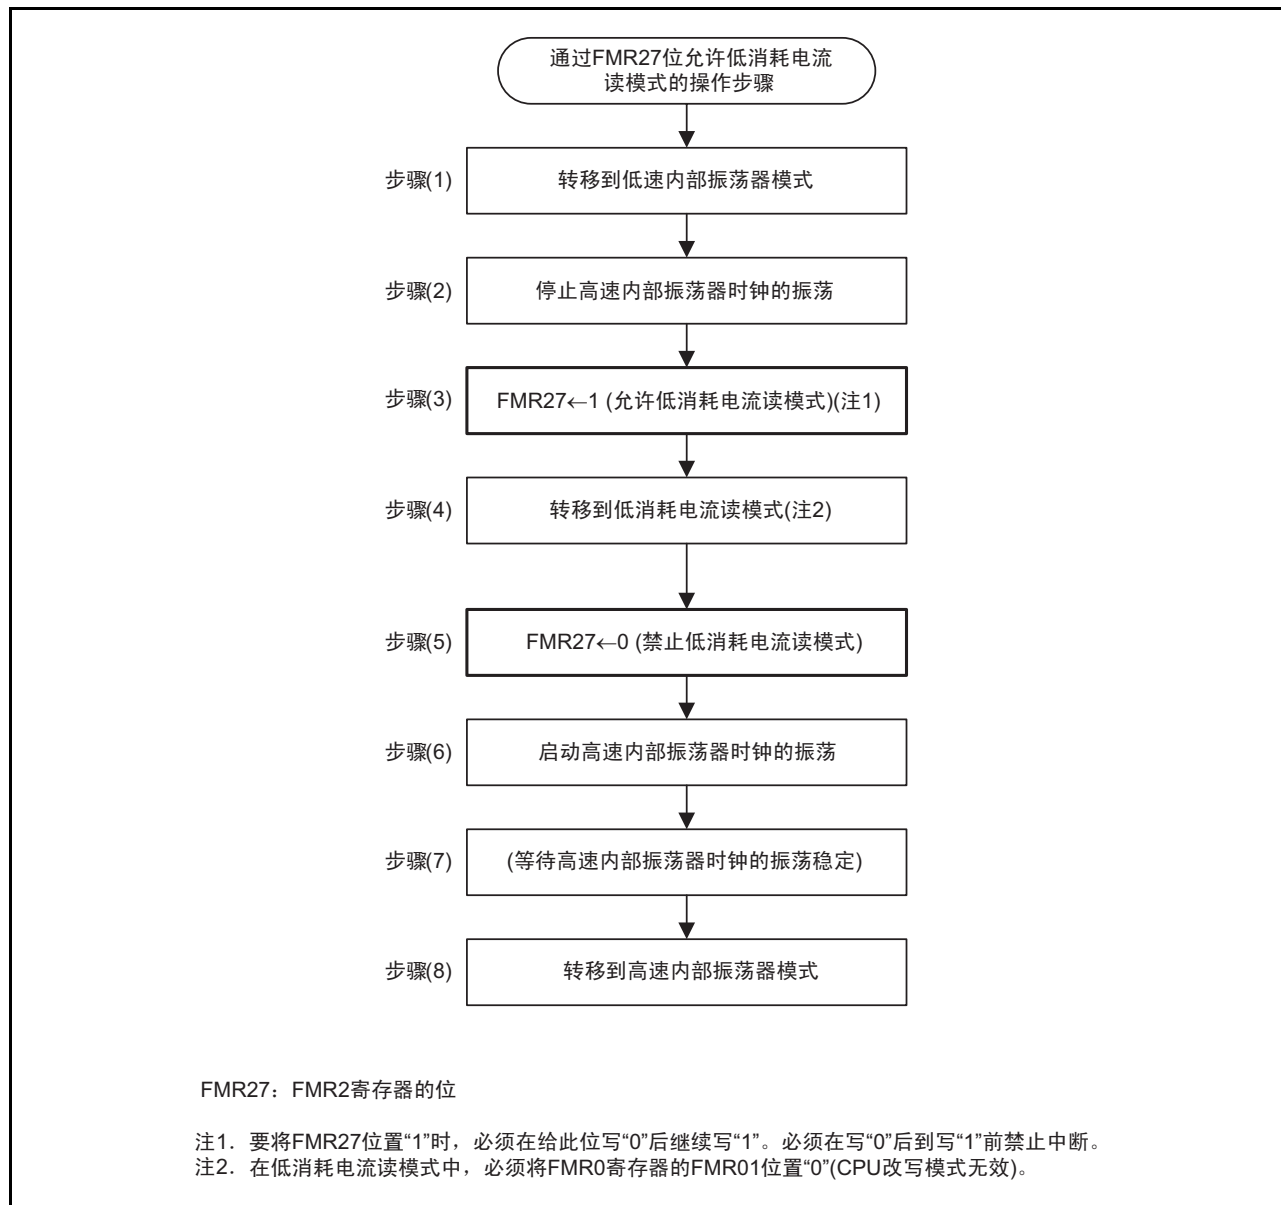 通过FMR27位允许低消耗电流
读模式的操作步骤
步骤(1)
转移到低速内部振荡器模式
步骤(2)
停止高速内部振荡器时钟的振荡
步骤(3)
FMR27←1 (允许低消耗电流读模式)(注1)
步骤(4)
转移到低消耗电流读模式(注2)
步骤(5)
FMR27←0 (禁止低消耗电流读模式)
步骤(6)
启动高速内部振荡器时钟的振荡
步骤(7)
(等待高速内部振荡器时钟的振荡稳定)
步骤(8)
转移到高速内部振荡器模式
FMR27：FMR2寄存器的位
注1．要将FMR27位置“1”时，必须在给此位写“0”后继续写“1”。必须在写“0”后到写“1”前禁止中断。
注2．在低消耗电流读模式中，必须将FMR0寄存器的FMR01位置“0”(CPU改写模式无效)。